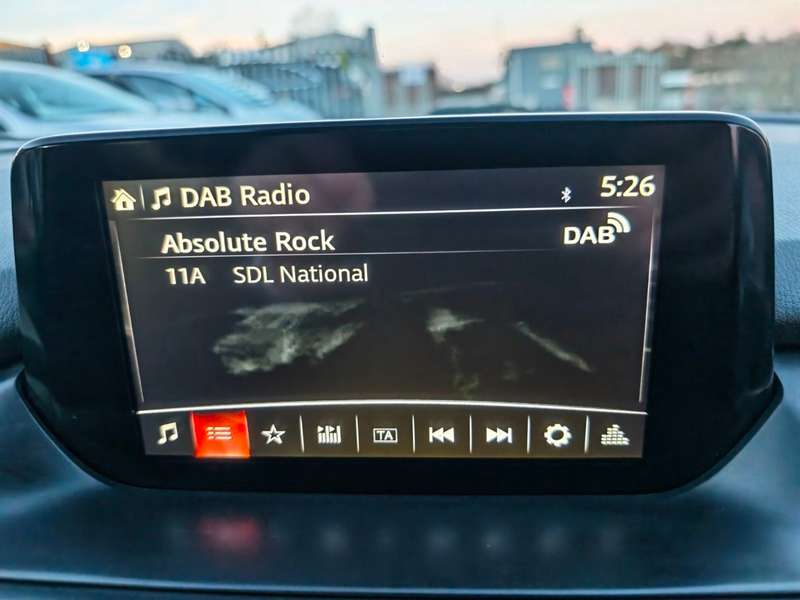 DAB Radio 5:26
Absolute Rock DAB
11A SDL National
TA